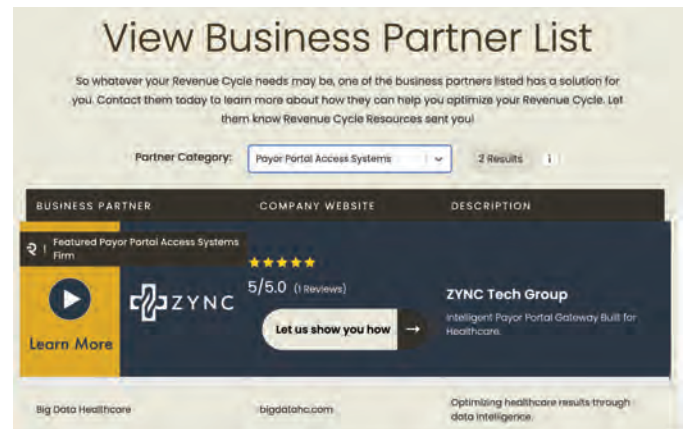 View Business Partner List
So whatever your Revenue Cycle needs may be, one of the business partners listed has a solution for
you. Contact them today to learn more about how they can help you optimize your Revenue Cycle. Let
them know Revenue Cycle Resources sent you!
Partner Category:
Payor Portal Access Systems
2 Results
BUSINESS PARTNER
COMPANY WEBSITE
DESCRIPTION
Featured Payor Portal Access Systems
Firm
Learn More
ZYNC
5/5.0 (1 Reviews)
Let us show you how →
ZYNC Tech Group
Intelligent Payor Portal Gateway Built for
Healthcare.
Big Data Healthcare
bigdatahc.com
Optimizing healthcare results through
data intelligence.